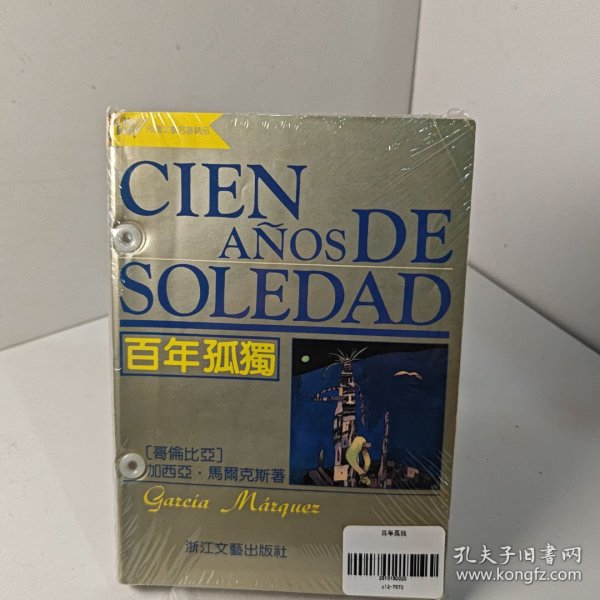 CIEN
AÑOS DE
SOLEDAD
百年孤獨
[哥倫比亞]
加西亞·馬爾克斯著
García Márquez
浙江文藝出版社
百年孤独
z12-7573
孔夫子旧书网
www.kongfz.com